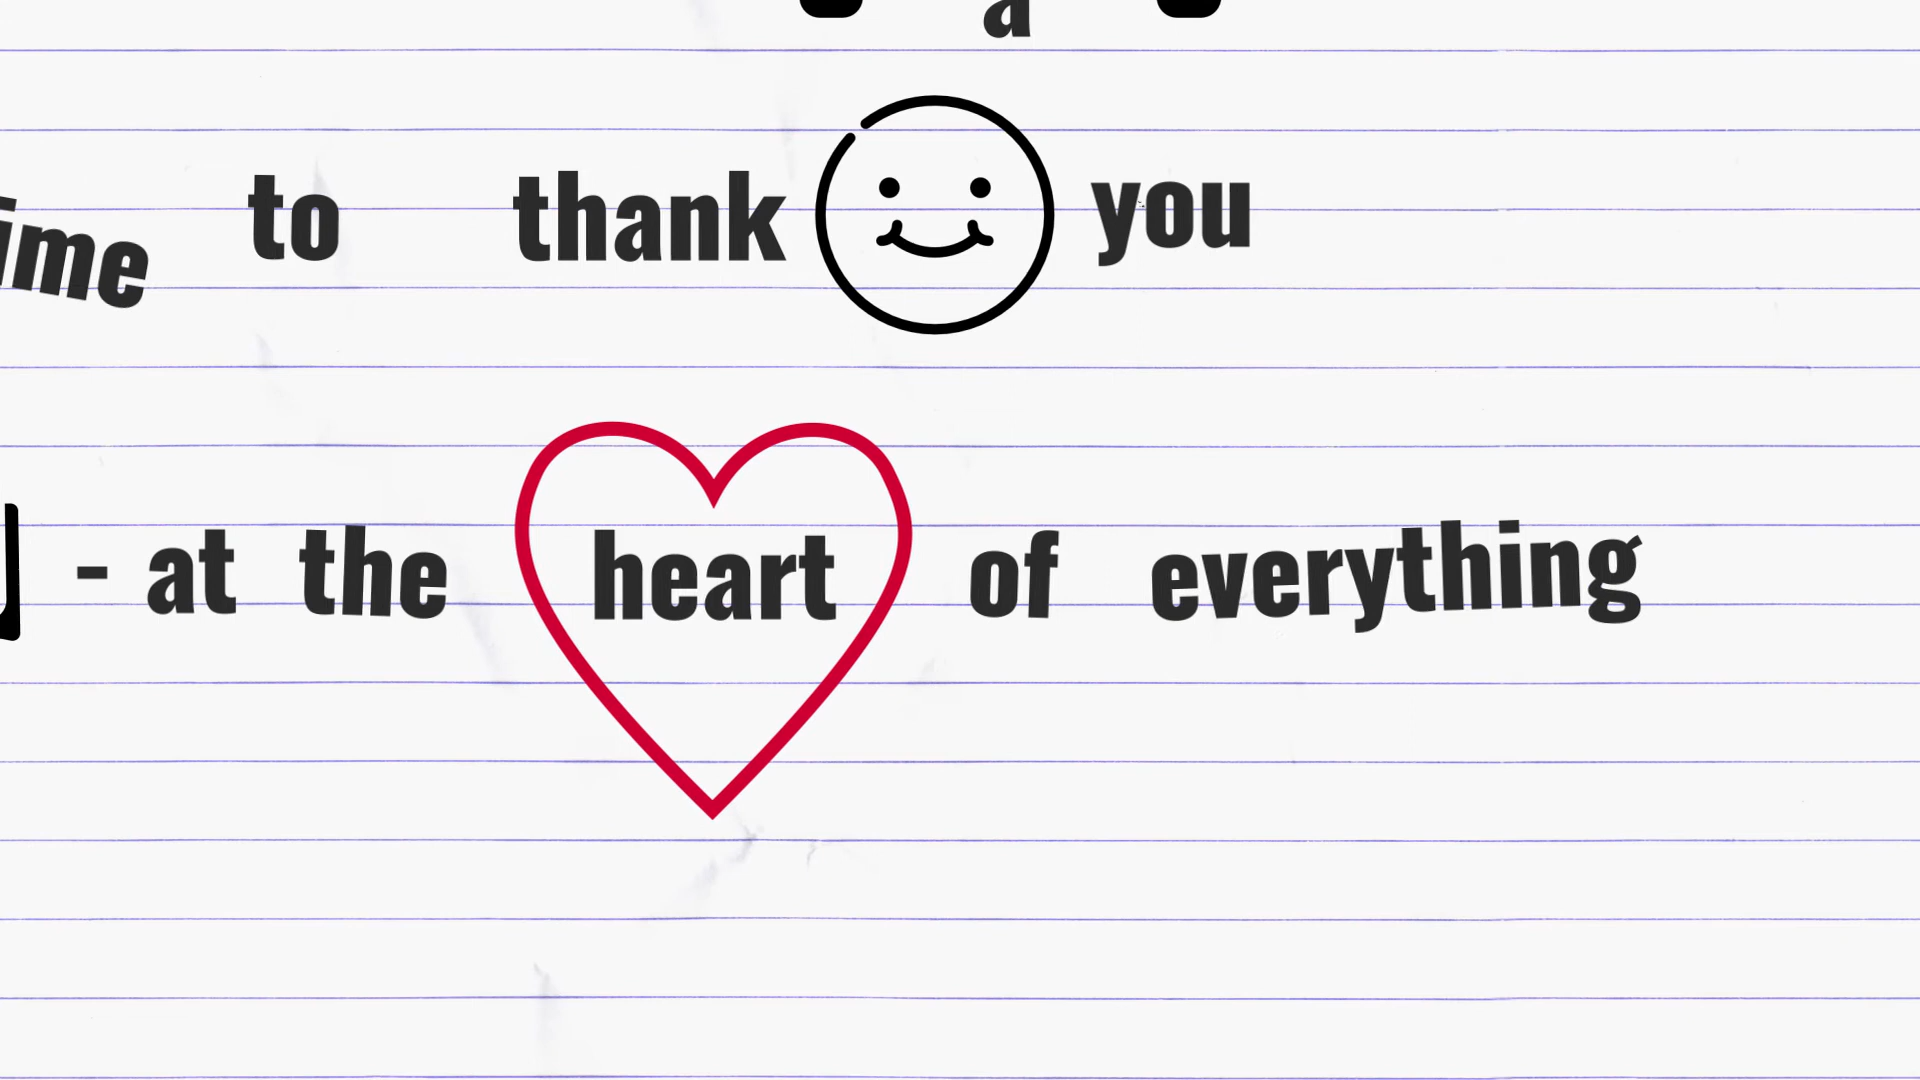 a
ime to thank you
- at the heart of everything